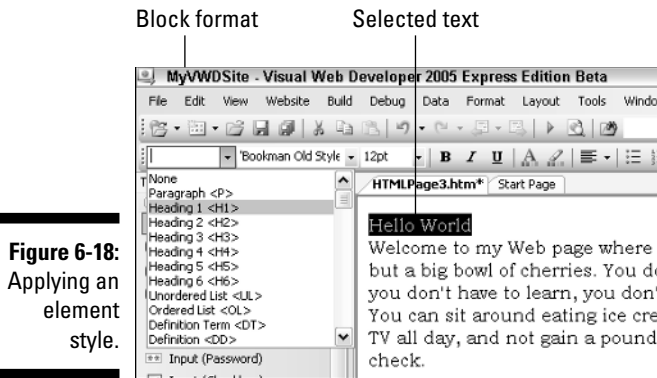 Block format Selected text
MyVWDSite - Visual Web Developer 2005 Express Edition Beta
File Edit View Website Build Debug Data Format Layout Tools
'Bookman Old Style 12pt B I U A
None
Paragraph <P>
Heading 1 <H1>
Heading 2 <H2>
Heading 3 <H3>
Heading 4 <H4>
Heading 5 <H5>
Heading 6 <H6>
Unordered List <UL>
Ordered List <OL>
Definition Term <DT>
Definition <DD>
Input (Password)
HTMLPage3.htm* Start Page
Hello World
Welcome to my Web page where
but a big bowl of cherries. You
you don't have to learn, you don'
You can sit around eating ice
TV all day, and not gain a pound
check.
Figure 6-18:
Applying an
element
style.